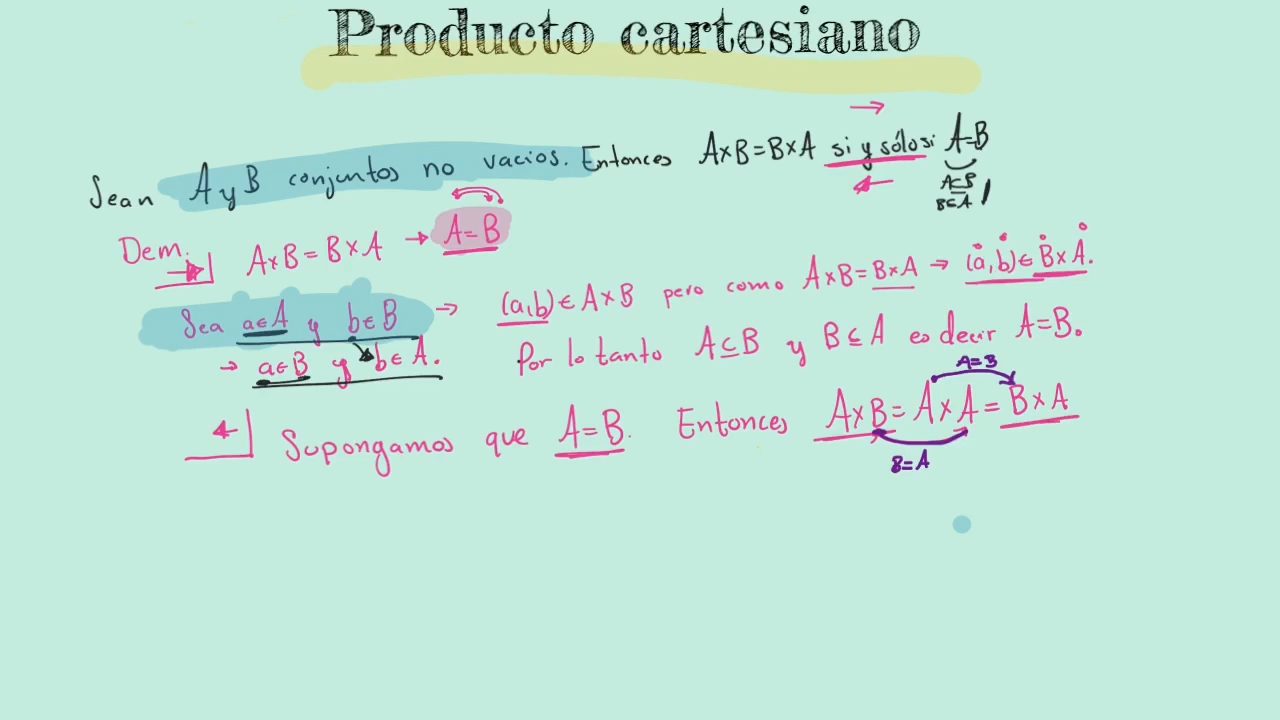 Producto cartesiano
Sean A y B conjuntos no vacios. Entonces A×B=B×A si y sólo si A=B
A⊆B
B⊆A
Dem. A×B=B×A → A=B
Sea a∈A y b∈B → (a,b)∈A×B pero como A×B=B×A → (a,b)∈B×A.
→ a∈B y b∈A. Por lo tanto A⊆B y B⊆A es decir A=B.
A=B
← Supongamos que A=B. Entonces A×B=A×A=B×A
B=A